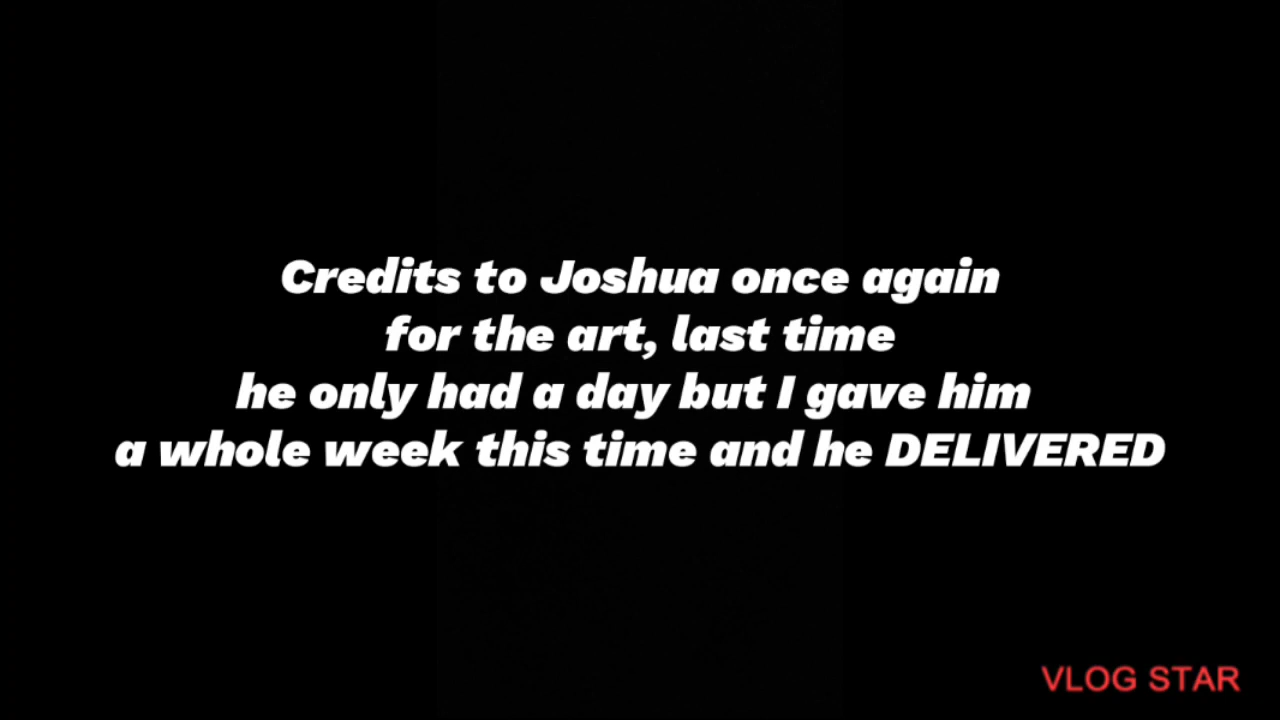 Credits to Joshua once again
for the art, last time
he only had a day but I gave him
a whole week this time and he DELIVERED
VLOG STAR